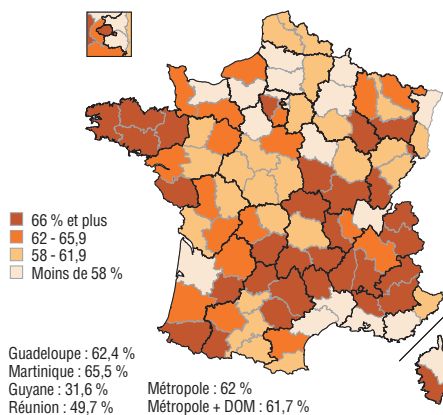 66 % et plus
62 - 65,9
58 - 61,9
Moins de 58 %
Guadeloupe : 62,4 %
Martinique : 65,5 %
Guyane : 31,6 %
Réunion : 49,7 %
Métropole : 62 %
Métropole + DOM : 61,7 %